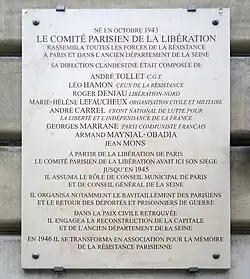 NÉ EN OCTOBRE 1943
LE COMITÉ PARISIEN DE LA LIBÉRATION
RASSEMBLA TOUTES LES FORCES DE LA RÉSISTANCE
À PARIS ET DANS L'ANCIEN DÉPARTEMENT DE LA SEINE
SA DIRECTION CLANDESTINE ÉTAIT COMPOSÉE DE:
ANDRÉ TOLLET C.G.T.
LÉO HAMON CEUX DE LA RÉSISTANCE
ROGER DENIAU LIBÉRATION-NORD
MARIE-HÉLÈNE LEFAUCHEUX ORGANISATION CIVILE ET MILITAIRE
ANDRÉ CARREL FRONT NATIONAL DE LUTTE POUR
LA LIBERTÉ ET L'INDÉPENDANCE DE LA FRANCE
GEORGES MARRANE PARTI COMMUNISTE FRANÇAIS
ARMAND MAYNIAL-OBADIA
JEAN MONS
À PARTIR DE LA LIBÉRATION DE PARIS
LE COMITÉ PARISIEN DE LA LIBÉRATION AVAIT ICI SON SIÈGE
JUSQU'EN 1945
IL ASSUMA LE RÔLE DE CONSEIL MUNICIPAL DE PARIS
ET DE CONSEIL GÉNÉRAL DE LA SEINE
IL ORGANISA NOTAMMENT LE RAVITAILLEMENT DES PARISIENS
ET LE RETOUR DES DÉPORTÉS ET PRISONNIERS DE GUERRE
DANS LA PAIX CIVILE RETROUVÉE
IL ENGAGEA LA RECONSTRUCTION DE LA CAPITALE
ET DE L'ANCIEN DÉPARTEMENT DE LA SEINE
EN 1946 IL SE TRANSFORMA EN ASSOCIATION POUR LA MÉMOIRE
DE LA RÉSISTANCE PARISIENNE